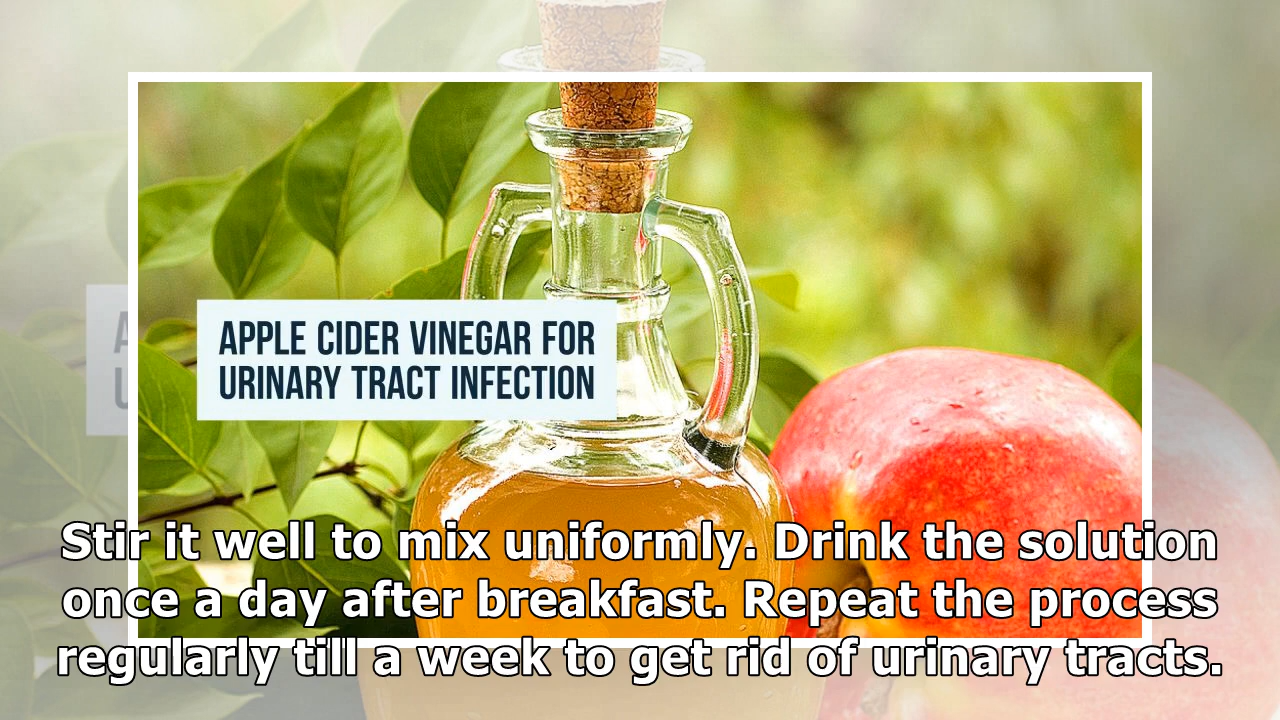 APPLE CIDER VINEGAR FOR
URINARY TRACT INFECTION
Stir it well to mix uniformly. Drink the solution
once a day after breakfast. Repeat the process
regularly till a week to get rid of urinary tracts.